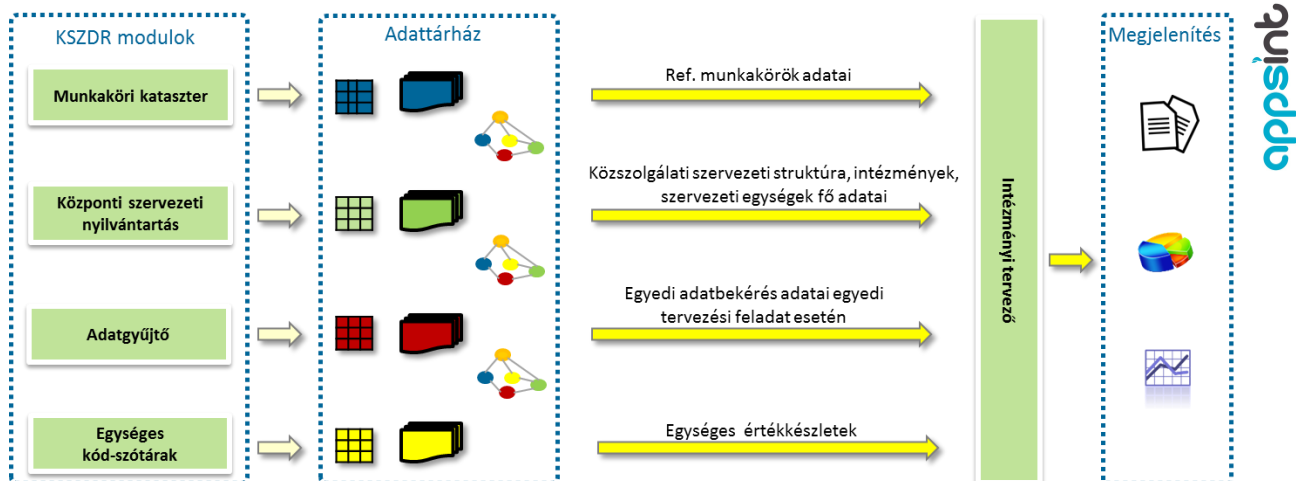 KSZDR modulok
Munkaköri kataszter
Központi szervezeti
nyilvántartás
Adatgyűjtő
Egységes
kód-szótárak
Adattárház
Ref. munkakörök adatai
Közszolgálati szervezeti struktúra, intézmények,
szervezeti egységek fő adatai
Egyedi adatbekérés adatai egyedi
tervezési feladat esetén
Egységes értékkészletek
Intézményi tervező
Megjelenítés
addsint